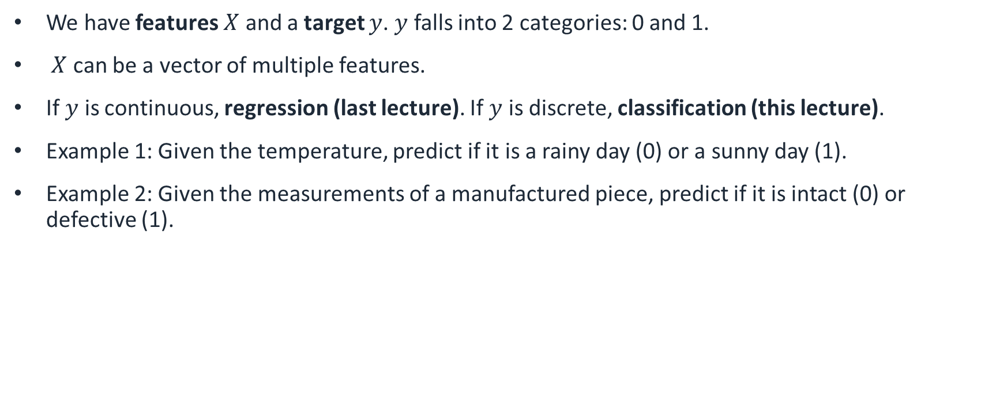 • We have features X and a target y. y falls into 2 categories: 0 and 1.
• X can be a vector of multiple features.
• If y is continuous, regression (last lecture). If y is discrete, classification (this lecture).
• Example 1: Given the temperature, predict if it is a rainy day (0) or a sunny day (1).
• Example 2: Given the measurements of a manufactured piece, predict if it is intact (0) or
defective (1).